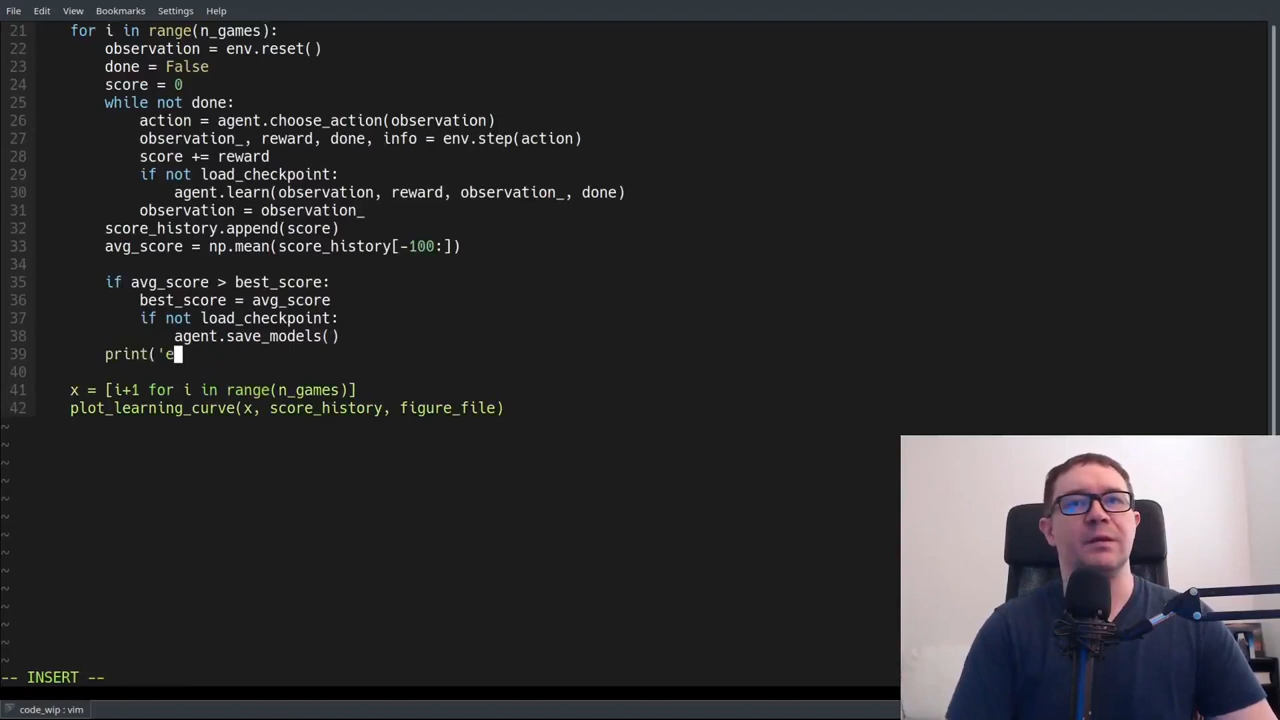 File Edit View Bookmarks Settings Help
21 for i in range(n_games):
22 observation = env.reset()
23 done = False
24 score = 0
25 while not done:
26 action = agent.choose_action(observation)
27 observation_, reward, done, info = env.step(action)
28 score += reward
29 if not load_checkpoint:
30 agent.learn(observation, reward, observation_, done)
31 observation = observation_
32 score_history.append(score)
33 avg_score = np.mean(score_history[-100:])
34
35 if avg_score > best_score:
36 best_score = avg_score
37 if not load_checkpoint:
38 agent.save_models()
39 print('e
40
41 x = [i+1 for i in range(n_games)]
42 plot_learning_curve(x, score_history, figure_file)
~
~
~
~
~
~
~
~
~
~
~
~
~
~
-- INSERT --
code_wip : vim